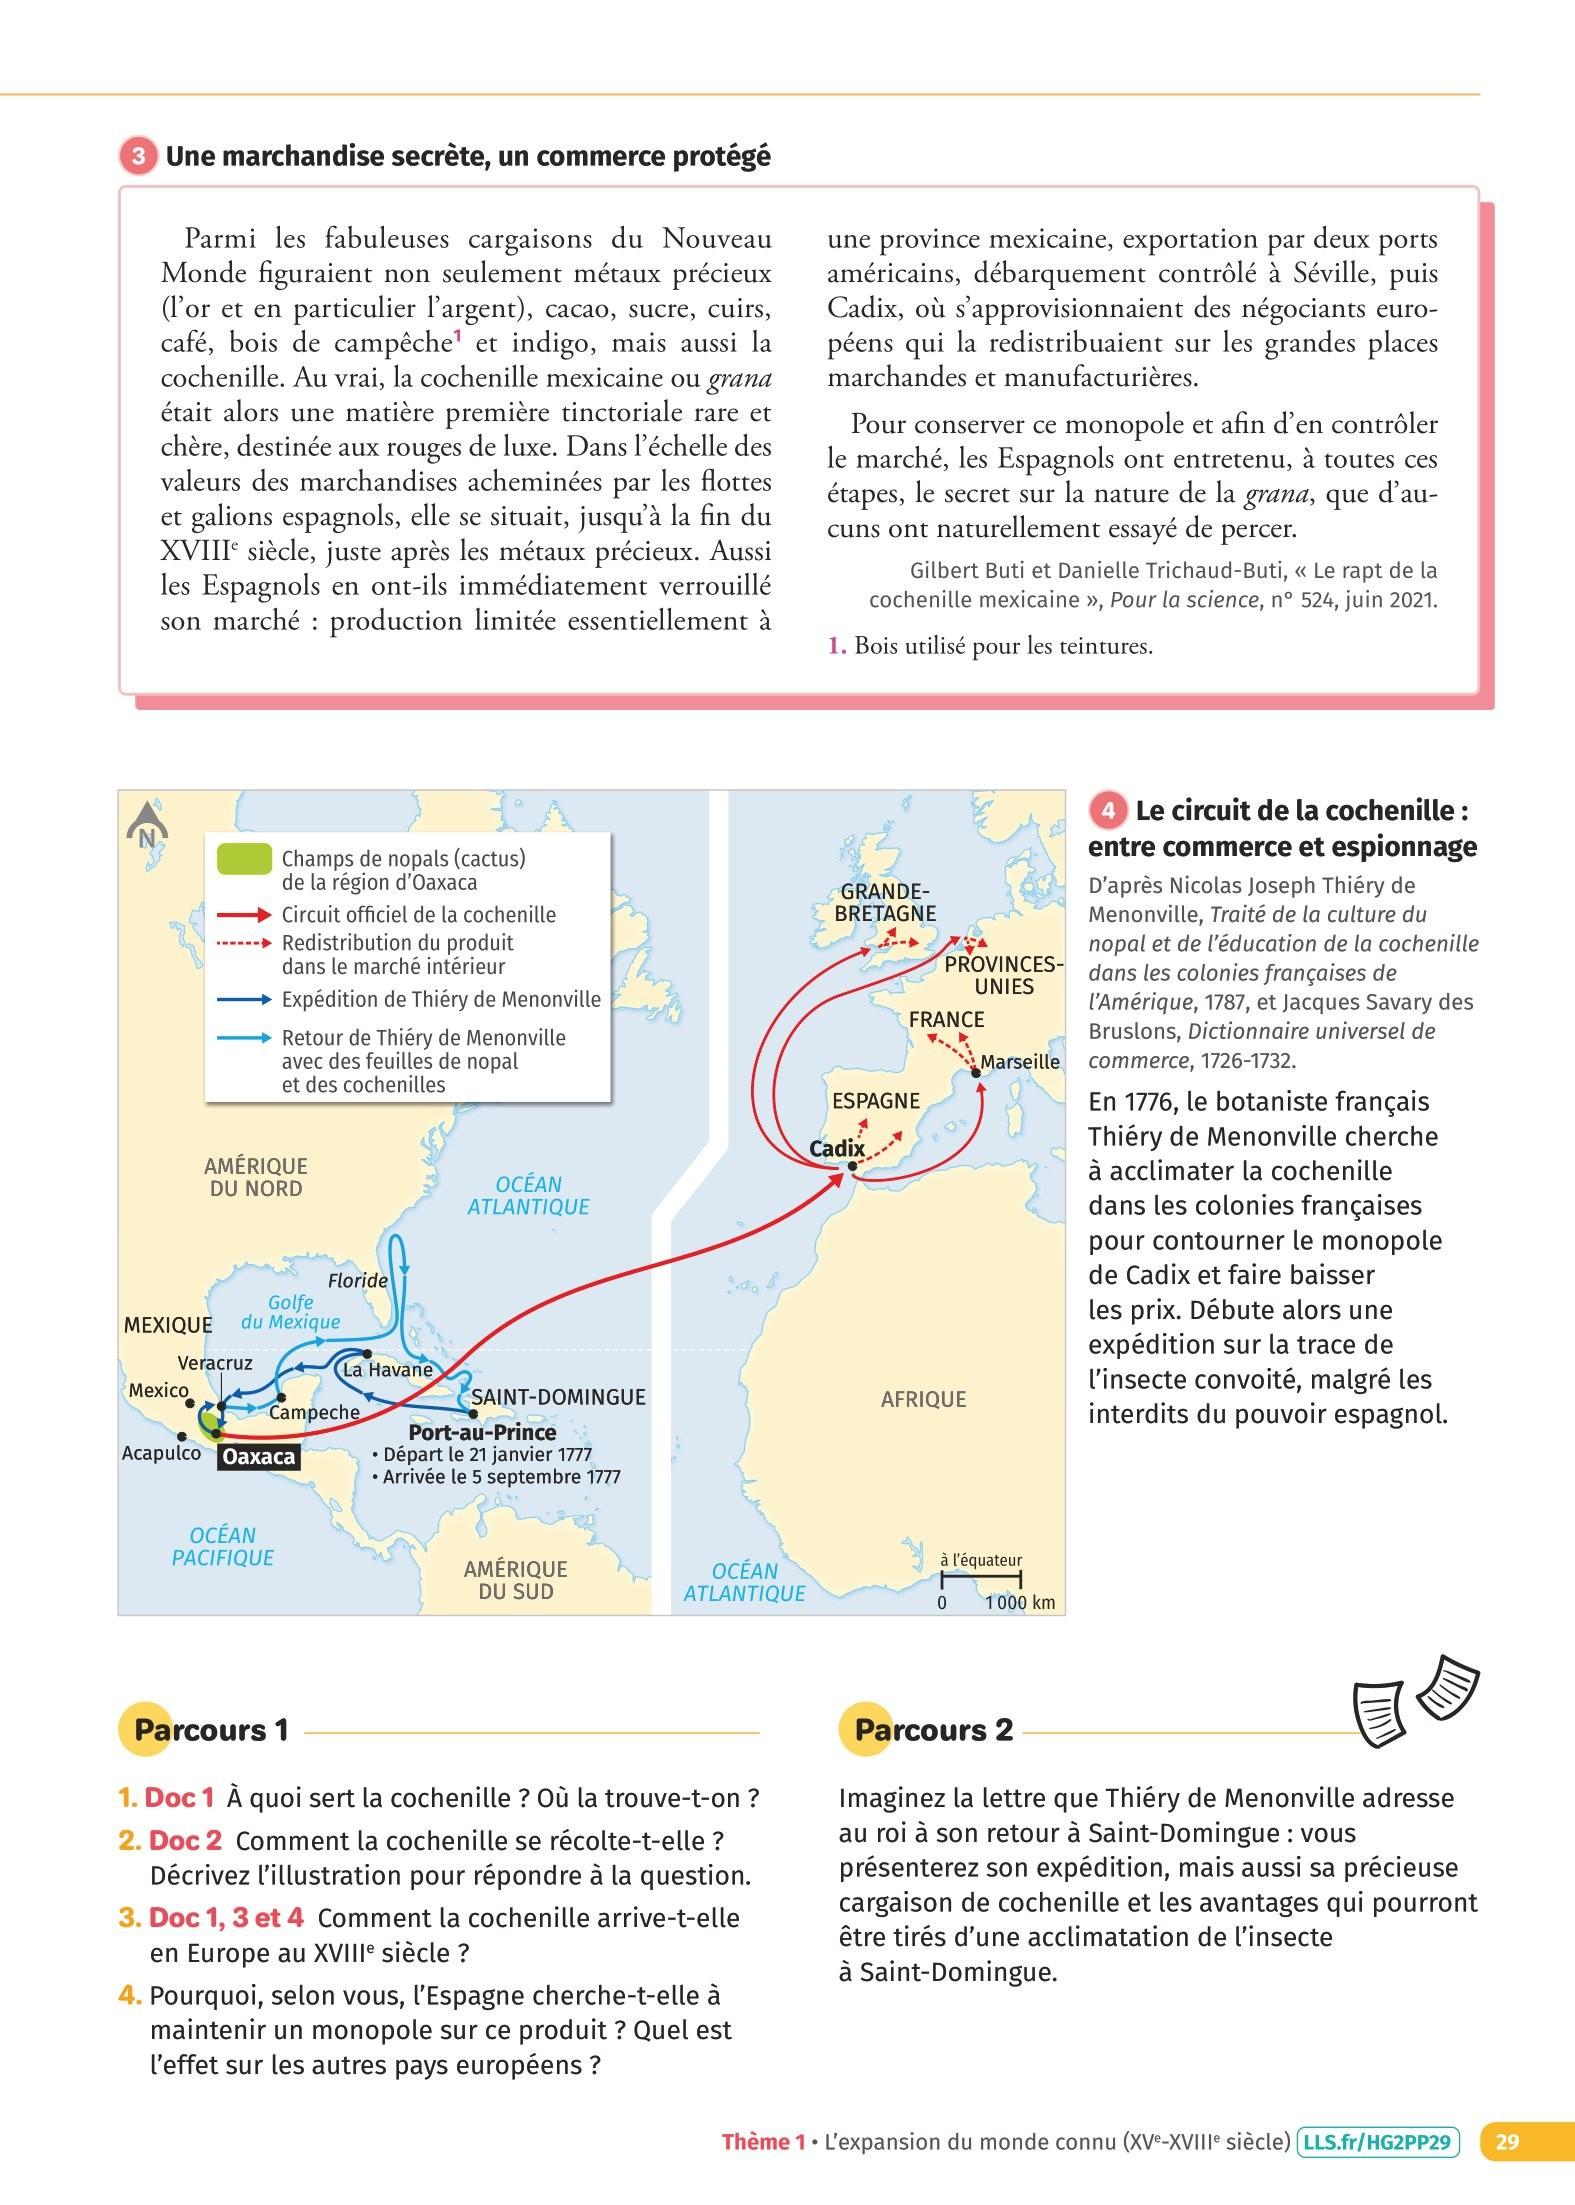 3 Une marchandise secrète, un commerce protégé
Parmi les fabuleuses cargaisons du Nouveau
Monde figuraient non seulement métaux précieux
(l'or et en particulier l'argent), cacao, sucre, cuirs,
café, bois de campêche1 et indigo, mais aussi la
cochenille. Au vrai, la cochenille mexicaine ou grana
était alors une matière première tinctoriale rare et
chère, destinée aux rouges de luxe. Dans l'échelle des
valeurs des marchandises acheminées par les flottes
et galions espagnols, elle se situait, jusqu'à la fin du
XVIIIe siècle, juste après les métaux précieux. Aussi
les Espagnols en ont-ils immédiatement verrouillé
son marché : production limitée essentiellement à
une province mexicaine, exportation par deux ports
américains, débarquement contrôlé à Séville, puis
Cadix, où s'approvisionnaient des négociants euro-
péens qui la redistribuaient sur les grandes places
marchandes et manufacturières.
Pour conserver ce monopole et afin d'en contrôler
le marché, les Espagnols ont entretenu, à toutes ces
étapes, le secret sur la nature de la grana, que d'au-
cuns ont naturellement essayé de percer.
Gilbert Buti et Danielle Trichaud-Buti, « Le rapt de la
cochenille mexicaine », Pour la science, n° 524, juin 2021.
1. Bois utilisé pour les teintures.
N
Champs de nopals (cactus)
de la région d'Oaxaca
Circuit officiel de la cochenille
Redistribution du produit
dans le marché intérieur
Expédition de Thiéry de Menonville
Retour de Thiéry de Menonville
avec des feuilles de nopal
et des cochenilles
GRANDE-
BRETAGNE
PROVINCES-
UNIES
FRANCE
Marseille
ESPAGNE
Cadix
AMÉRIQUE
DU NORD
OCÉAN
ATLANTIQUE
Floride
Golfe
du Mexique
MEXIQUE
Veracruz
La Havane
Mexico
SAINT-DOMINGUE
Campeche
Port-au-Prince
• Départ le 21 janvier 1777
• Arrivée le 5 septembre 1777
Acapulco
Oaxaca
AFRIQUE
OCÉAN
PACIFIQUE
AMÉRIQUE
DU SUD
OCÉAN
ATLANTIQUE
à l'équateur
0 1 000 km
4 Le circuit de la cochenille :
entre commerce et espionnage
D'après Nicolas Joseph Thiéry de
Menonville, Traité de la culture du
nopal et de l'éducation de la cochenille
dans les colonies françaises de
l'Amérique, 1787, et Jacques Savary des
Bruslons, Dictionnaire universel de
commerce, 1726-1732.
En 1776, le botaniste français
Thiéry de Menonville cherche
à acclimater la cochenille
dans les colonies françaises
pour contourner le monopole
de Cadix et faire baisser
les prix. Débute alors une
expédition sur la trace de
l'insecte convoité, malgré les
interdits du pouvoir espagnol.
Parcours 1
1. Doc 1 À quoi sert la cochenille ? Où la trouve-t-on ?
2. Doc 2 Comment la cochenille se récolte-t-elle ?
Décrivez l'illustration pour répondre à la question.
3. Doc 1, 3 et 4 Comment la cochenille arrive-t-elle
en Europe au XVIIIe siècle ?
4. Pourquoi, selon vous, l'Espagne cherche-t-elle à
maintenir un monopole sur ce produit ? Quel est
l'effet sur les autres pays européens ?
Parcours 2
Imaginez la lettre que Thiéry de Menonville adresse
au roi à son retour à Saint-Domingue : vous
présenterez son expédition, mais aussi sa précieuse
cargaison de cochenille et les avantages qui pourront
être tirés d'une acclimatation de l'insecte
à Saint-Domingue.
Thème 1 • L'expansion du monde connu (XVe-XVIIIe siècle) LLS.fr/HG2PP29 29